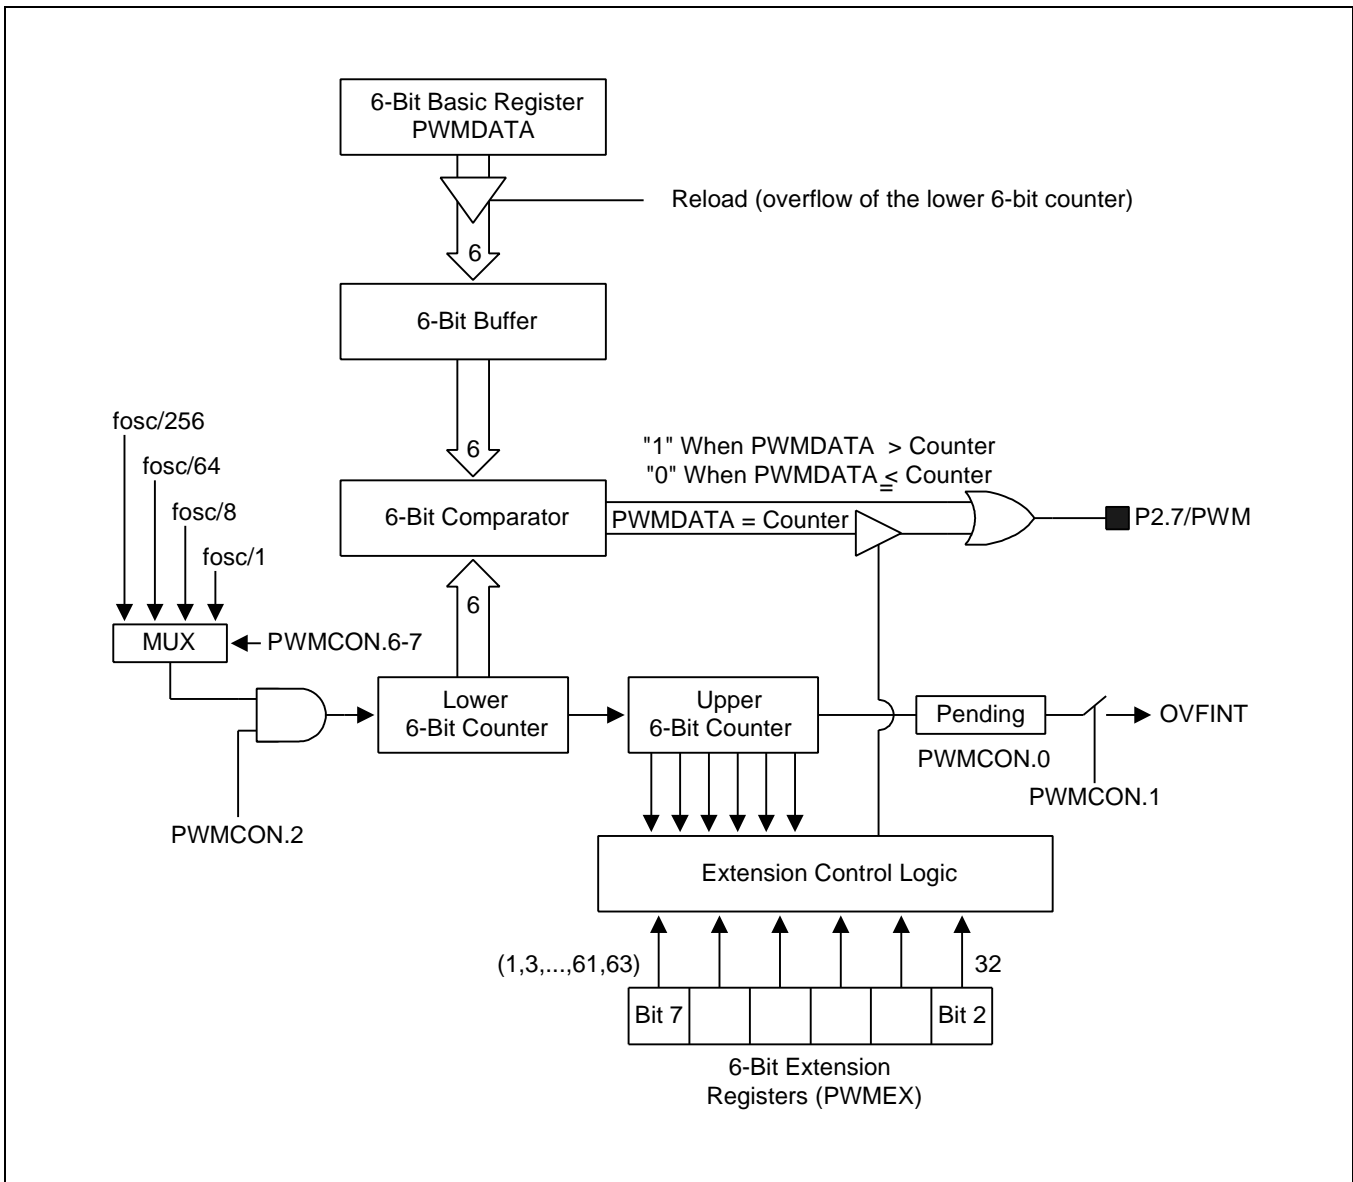 6-Bit Basic Register
PWMDATA
Reload (overflow of the lower 6-bit counter)
6
6-Bit Buffer
6
fosc/256
fosc/64
fosc/8
fosc/1
"1" When PWMDATA > Counter
"0" When PWMDATA ≦ Counter
6-Bit Comparator
PWMDATA = Counter
P2.7/PWM
6
MUX
PWMCON.6-7
Lower
6-Bit Counter
Upper
6-Bit Counter
Pending
OVFINT
PWMCON.0
PWMCON.1
PWMCON.2
Extension Control Logic
(1,3,...,61,63)
32
Bit 7
Bit 2
6-Bit Extension
Registers (PWMEX)